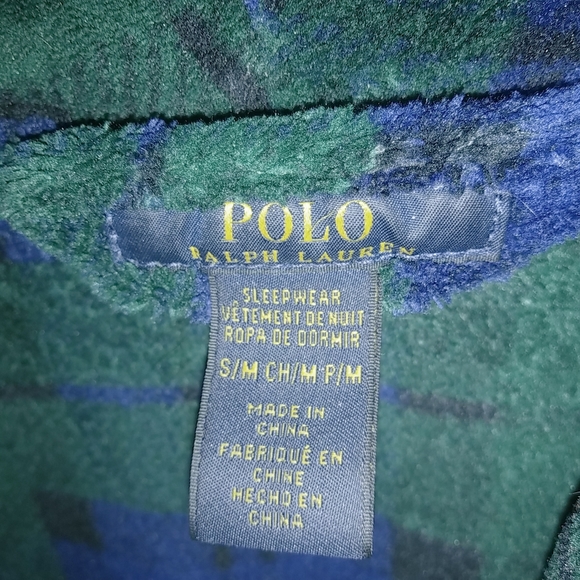 POLO
RALPH LAUREN
SLEEPWEAR
VÊTEMENT DE NUIT
ROPA DE DORMIR
S/M CH/M P/M
MADE IN
CHINA
FABRIQUÉ EN
CHINE
HECHO EN
CHINA